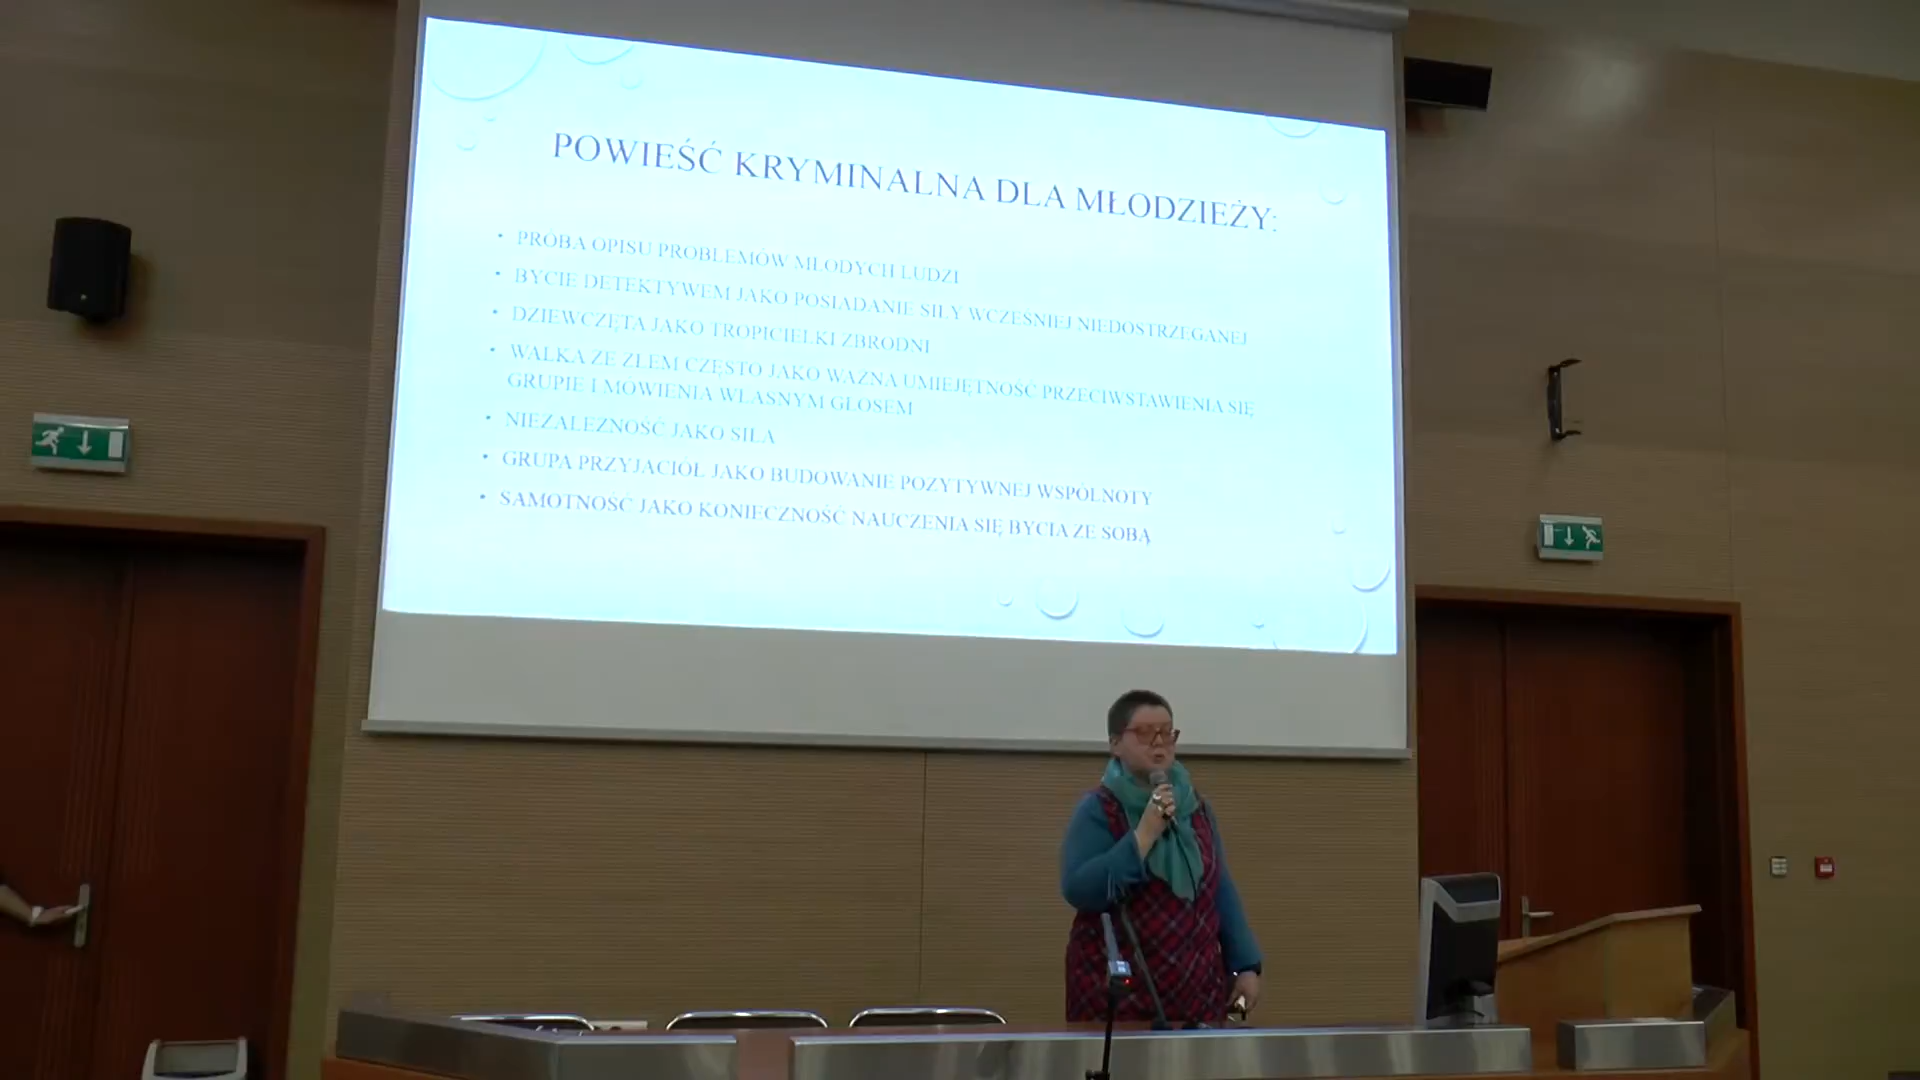 POWIEŚĆ KRYMINALNA DLA MŁODZIEŻY:
• PRÓBA OPISU PROBLEMÓW MŁODYCH LUDZI
• BYCIE DETEKTYWEM JAKO POSIADANIE SIŁY WCZEŚNIEJ NIEDOSTRZEGANEJ
• DZIEWCZĘTA JAKO TROPICIELKI ZBRODNI
• WALKA ZE ZŁEM CZĘSTO JAKO WAŻNA UMIEJĘTNOŚĆ PRZECIWSTAWIENIA SIĘ
GRUPIE I MÓWIENIA WŁASNYM GŁOSEM
• NIEZALEŻNOŚĆ JAKO SIŁA
• GRUPA PRZYJACIÓŁ JAKO BUDOWANIE POZYTYWNEJ WSPÓLNOTY
• SAMOTNOŚĆ JAKO KONIECZNOŚĆ NAUCZENIA SIĘ BYCIA ZE SOBĄ